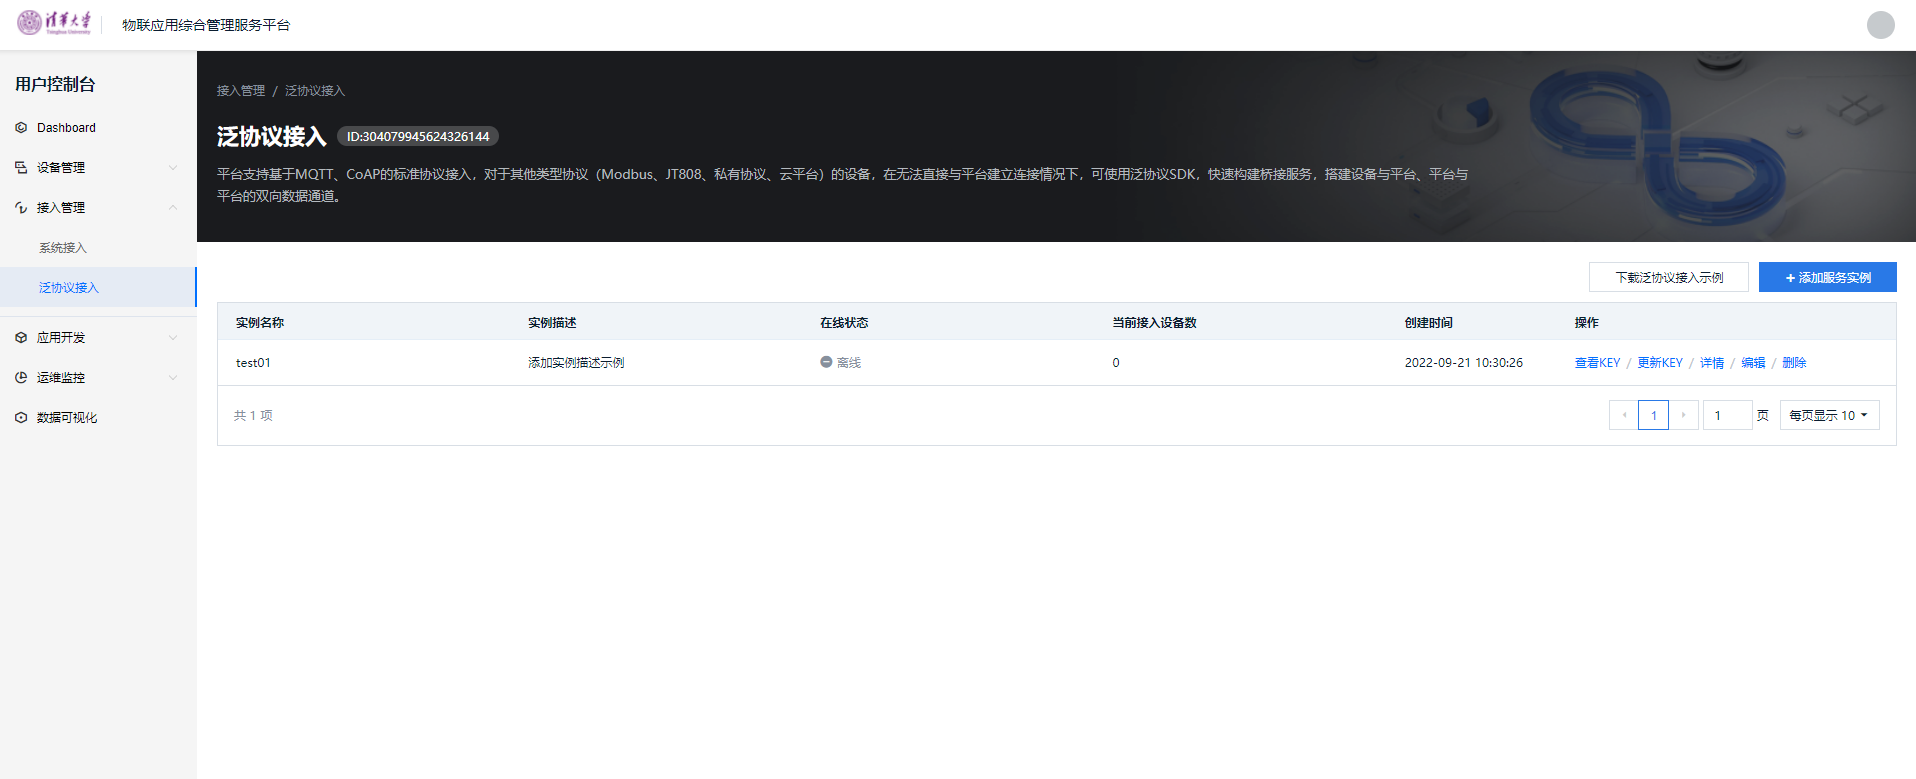 清华大学
Tsinghua University
物联应用综合管理服务平台
用户控制台
Dashboard
设备管理
接入管理
系统接入
泛协议接入
应用开发
运维监控
数据可视化
接入管理 / 泛协议接入
泛协议接入 ID:304079945624326144
平台支持基于MQTT、CoAP的标准协议接入，对于其他类型协议（Modbus、JT808、私有协议、云平台）的设备，在无法直接与平台建立连接情况下，可使用泛协议SDK，快速构建桥接服务，搭建设备与平台、平台与
平台的双向数据通道。
下载泛协议接入示例 + 添加服务实例
实例名称 实例描述 在线状态 当前接入设备数 创建时间 操作
test01 添加实例描述示例 离线 0 2022-09-21 10:30:26 查看KEY / 更新KEY / 详情 / 编辑 / 删除
共 1 项 1 1 页 每页显示 10